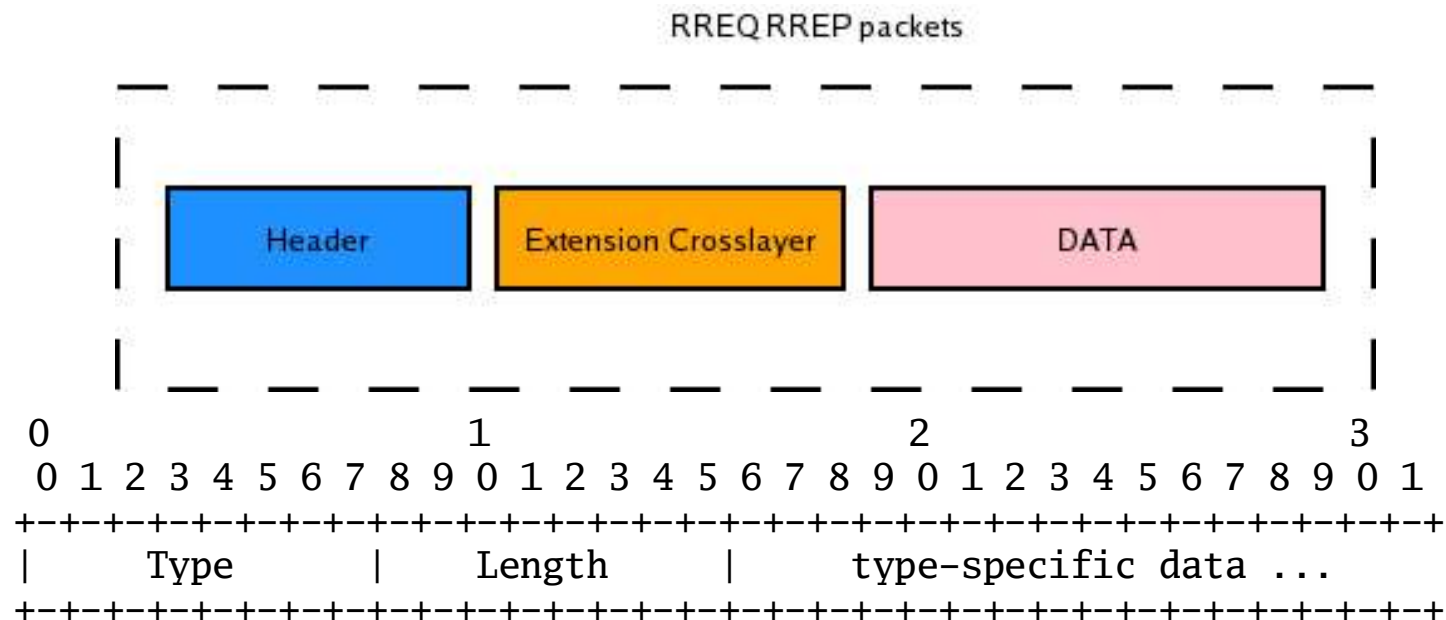 RREQ RREP packets
Header Extension Crosslayer DATA
0 1 2 3
0 1 2 3 4 5 6 7 8 9 0 1 2 3 4 5 6 7 8 9 0 1 2 3 4 5 6 7 8 9 0 1
+-+-+-+-+-+-+-+-+-+-+-+-+-+-+-+-+-+-+-+-+-+-+-+-+-+-+-+-+-+-+-+-+
| Type | Length | type-specific data ...
+-+-+-+-+-+-+-+-+-+-+-+-+-+-+-+-+-+-+-+-+-+-+-+-+-+-+-+-+-+-+-+-+